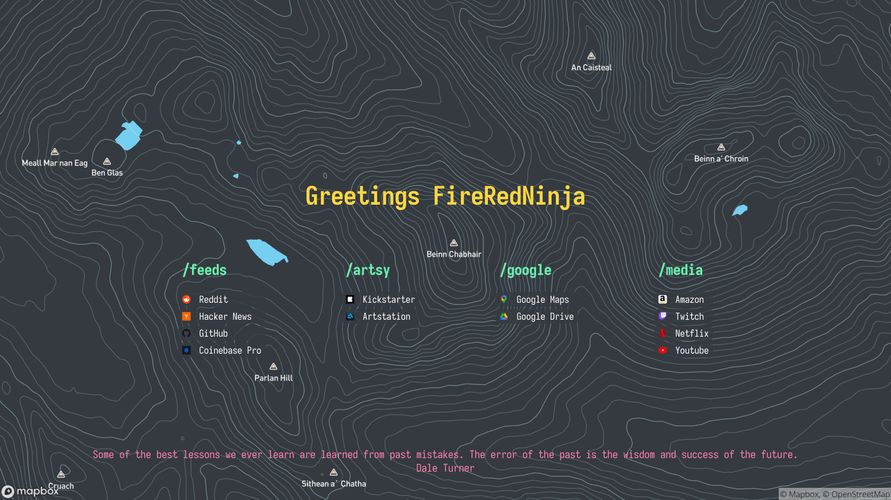 An Caisteal
Meall Mar nan Eag
Ben Glas
Beinn a' Chroin
Greetings FireRedNinja
Beinn Chabhair
/feeds
Reddit
Hacker News
GitHub
Coinebase Pro
/artsy
Kickstarter
Artstation
/google
Google Maps
Google Drive
/media
Amazon
Twitch
Netflix
Youtube
Parlan Hill
Some of the best lessons we ever learn are learned from past mistakes. The error of the past is the wisdom and success of the future.
Dale Turner
Cruach
Sithean a' Chatha
mapbox
© Mapbox, © OpenStreetMap